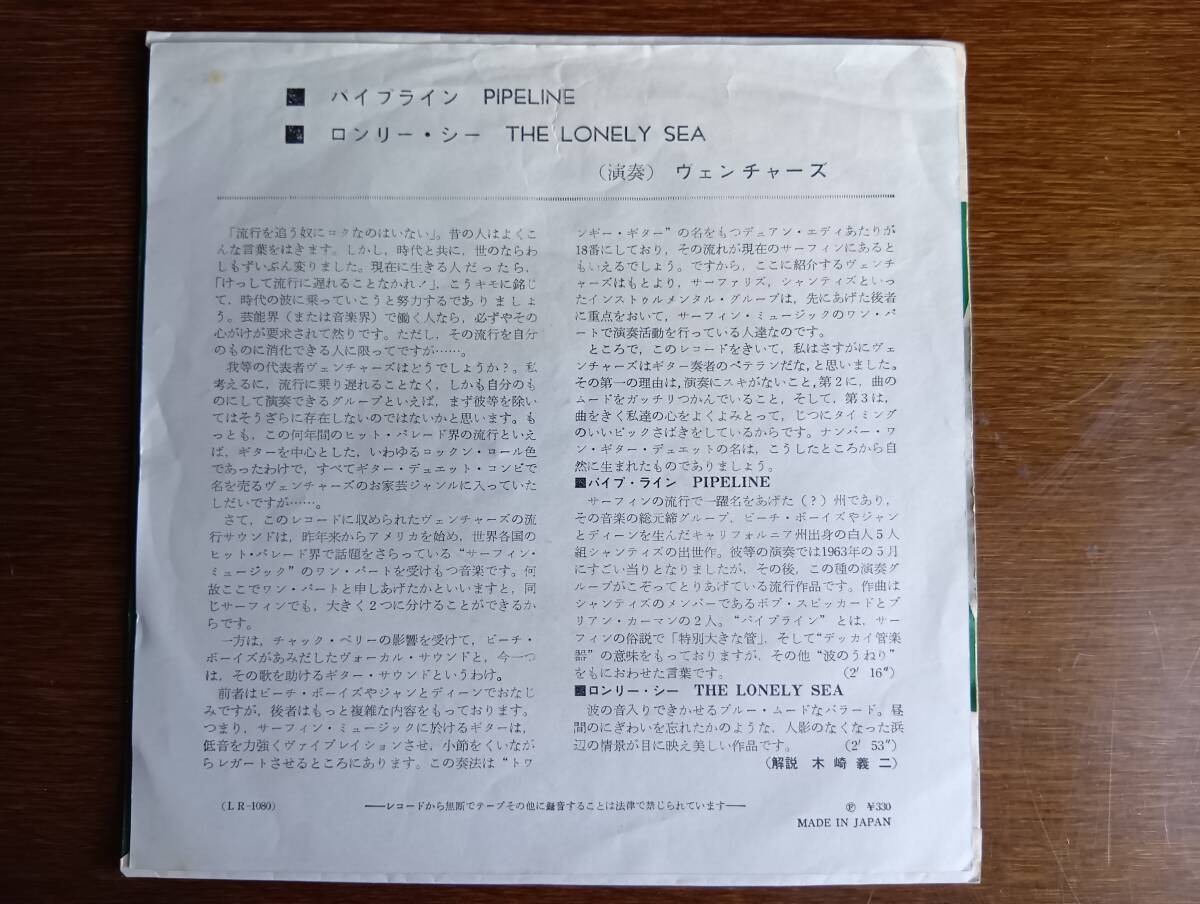 ■ パイプライン PIPELINE
■ ロンリー・シー THE LONELY SEA
（演奏）ヴェンチャーズ
「流行を追う奴にロクなのはいない」。昔の人はよくこ
んな言葉をはきます。しかし，時代と共に，世のならわ
しもずいぶん変りました。現在に生きる人だったら，
「けっして流行に遅れることなかれ！」，こうキモに銘じ
て，時代の波に乗っていこうと努力するでありましょ
う。芸能界（または音楽界）で働く人なら，必ずやその
心がけが要求されて然りです。ただし，その流行を自分
のものに消化できる人に限ってですが……。
我等の代表者ヴェンチャーズはどうでしょうか？。私
考えるに，流行に乗り遅れることなく，しかも自分のも
のにして演奏できるグループといえば，まず彼等を除い
てはそうざらに存在しないのではないかと思います。も
っとも，この何年間のヒット・パレード界の流行といえ
ば，ギターを中心とした，いわゆるロックン・ロール色
であったわけで，すべてギター・デュエット・コンビで
名を売るヴェンチャーズのお家芸ジャンルに入っていた
しだいですが……。
さて，このレコードに収められたヴェンチャーズの流
行サウンドは，昨年来からアメリカを始め，世界各国の
ヒット・パレード界で話題をさらっている“サーフィン・
ミュージック”のワン・パートを受けもつ音楽です。何
故ここでワン・パートと申しあげたかといいますと，同
じサーフィンでも，大きく2つに分けることができるか
らです。
一方は，チャック・ベリーの影響を受けて，ビーチ・
ボーイズがあみだしたヴォーカル・サウンドと，今一つ
は，その歌を助けるギター・サウンドというわけ。
前者はビーチ・ボーイズやジャンとディーンでおなじ
みですが，後者はもっと複雑な内容をもっております。
つまり，サーフィン・ミュージックに於けるギターは，
低音を力強くヴァイブレイションさせ，小節をくいなが
らレガートさせるところにあります。この奏法は“トワ
ンギー・ギター”の名をもつデュアン・エディあたりが
18番にしており，その流れが現在のサーフィンにあると
もいえるでしょう。ですから，ここに紹介するヴェンチ
ャーズはもとより，サーファリズ，シャンティズといっ
たインストゥルメンタル・グループは，先にあげた後者
に重点をおいて，サーフィン・ミュージックのワン・パ
ートで演奏活動を行っている人達なのです。
ところで，このレコードをきいて，私はさすがにヴェ
ンチャーズはギター奏者のベテランだな，と思いました。
その第一の理由は，演奏にスキがないこと，第2に，曲の
ムードをガッチリつかんでいること，そして，第3は，
曲をきく私達の心をよくよみとって，じつにタイミング
のいいピックさばきをしているからです。ナンバー・ワ
ン・ギター・デュエットの名は，こうしたところから自
然に生まれたものでありましょう。
■パイプ・ライン PIPELINE
サーフィンの流行で一躍名をあげた（？）州であり，
その音楽の総元締グループ，ビーチ・ボーイズやジャン
とディーンを生んだキャリフォルニア州出身の白人5人
組シャンティズの出世作。彼等の演奏では1963年の5月
にすごい当りとなりましたが，その後，この種の演奏グ
ループがこぞってとりあげている流行作品です。作曲は
シャンティズのメンバーであるボブ・スピッカードとブ
リアン・カーマンの2人。“パイプライン”とは，サー
フィンの俗説で「特別大きな管」，そして“デッカイ管楽
器”の意味をもっておりますが，その他“波のうねり”
をもにおわせた言葉です。 （2′ 16″）
■ロンリー・シー THE LONELY SEA
波の音入りできかせるブルー・ムードなバラード。昼
間のにぎわいを忘れたかのような，人影のなくなった浜
辺の情景が目に映え美しい作品です。 （2′ 53″）
（解説 木崎義二）
（LR-1080） ──レコードから無断でテープその他に録音することは法律で禁じられています── Ⓟ ¥330
MADE IN JAPAN